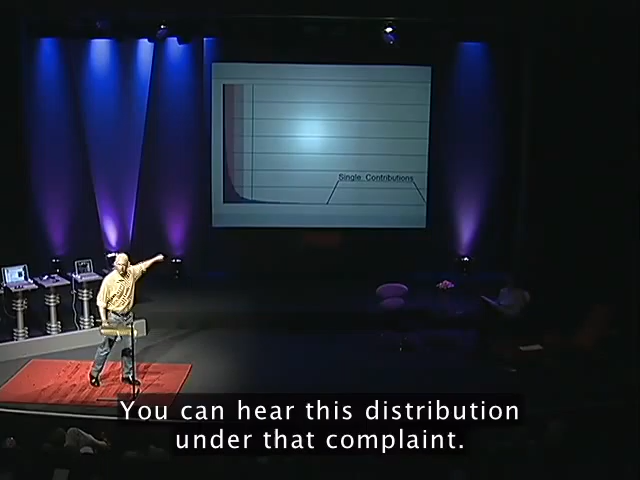 Single Contributions
You can hear this distribution
under that complaint.